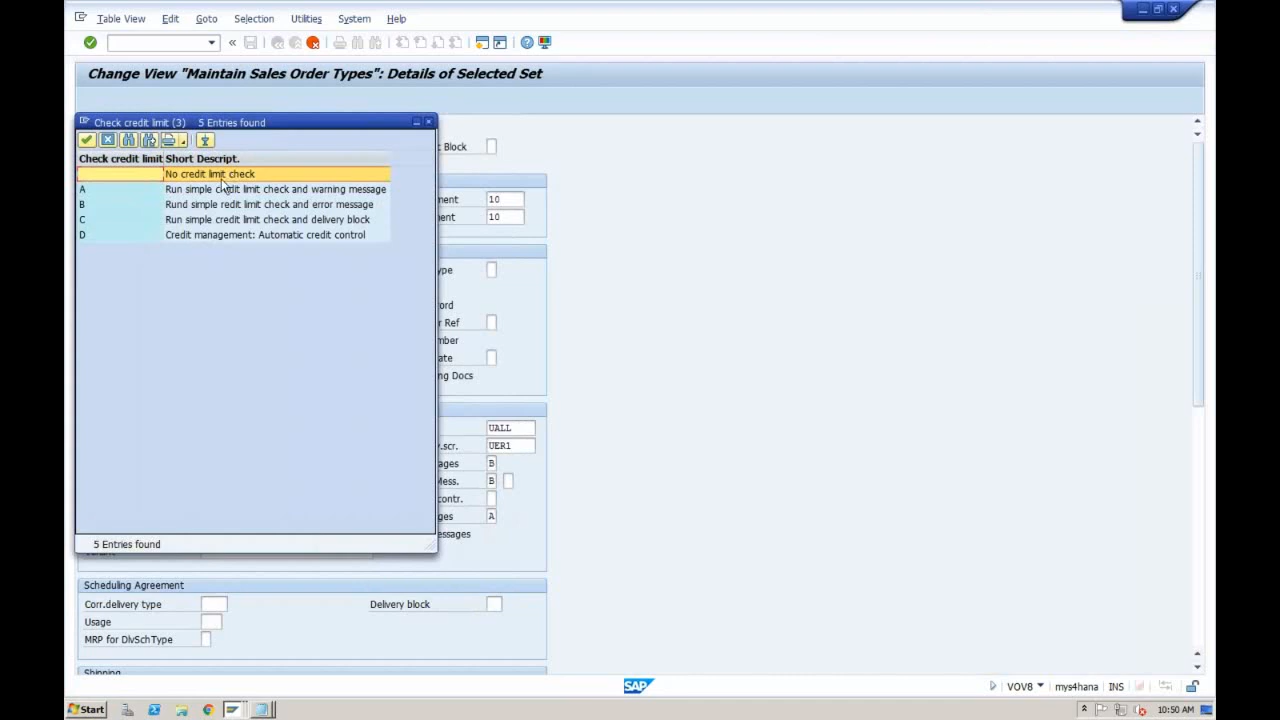 Table View Edit Goto Selection Utilities System Help
Change View "Maintain Sales Order Types": Details of Selected Set
Check credit limit (3) 5 Entries found
Check credit limit Short Descript.
No credit limit check
A Run simple credit limit check and warning message
B Rund simple redit limit check and error message
C Run simple credit limit check and delivery block
D Credit management: Automatic credit control
5 Entries found
Block
ment 10
ment 10
ype
ord
r Ref
mber
ate
ng Docs
UALL
.scr. UER1
ages B
Mess. B
contr.
ges A
essages
Scheduling Agreement
Corr.delivery type Delivery block
Usage
MRP for DlvSchType
Shipping
SAP VOV8 mys4hana INS
Start 10:50 AM